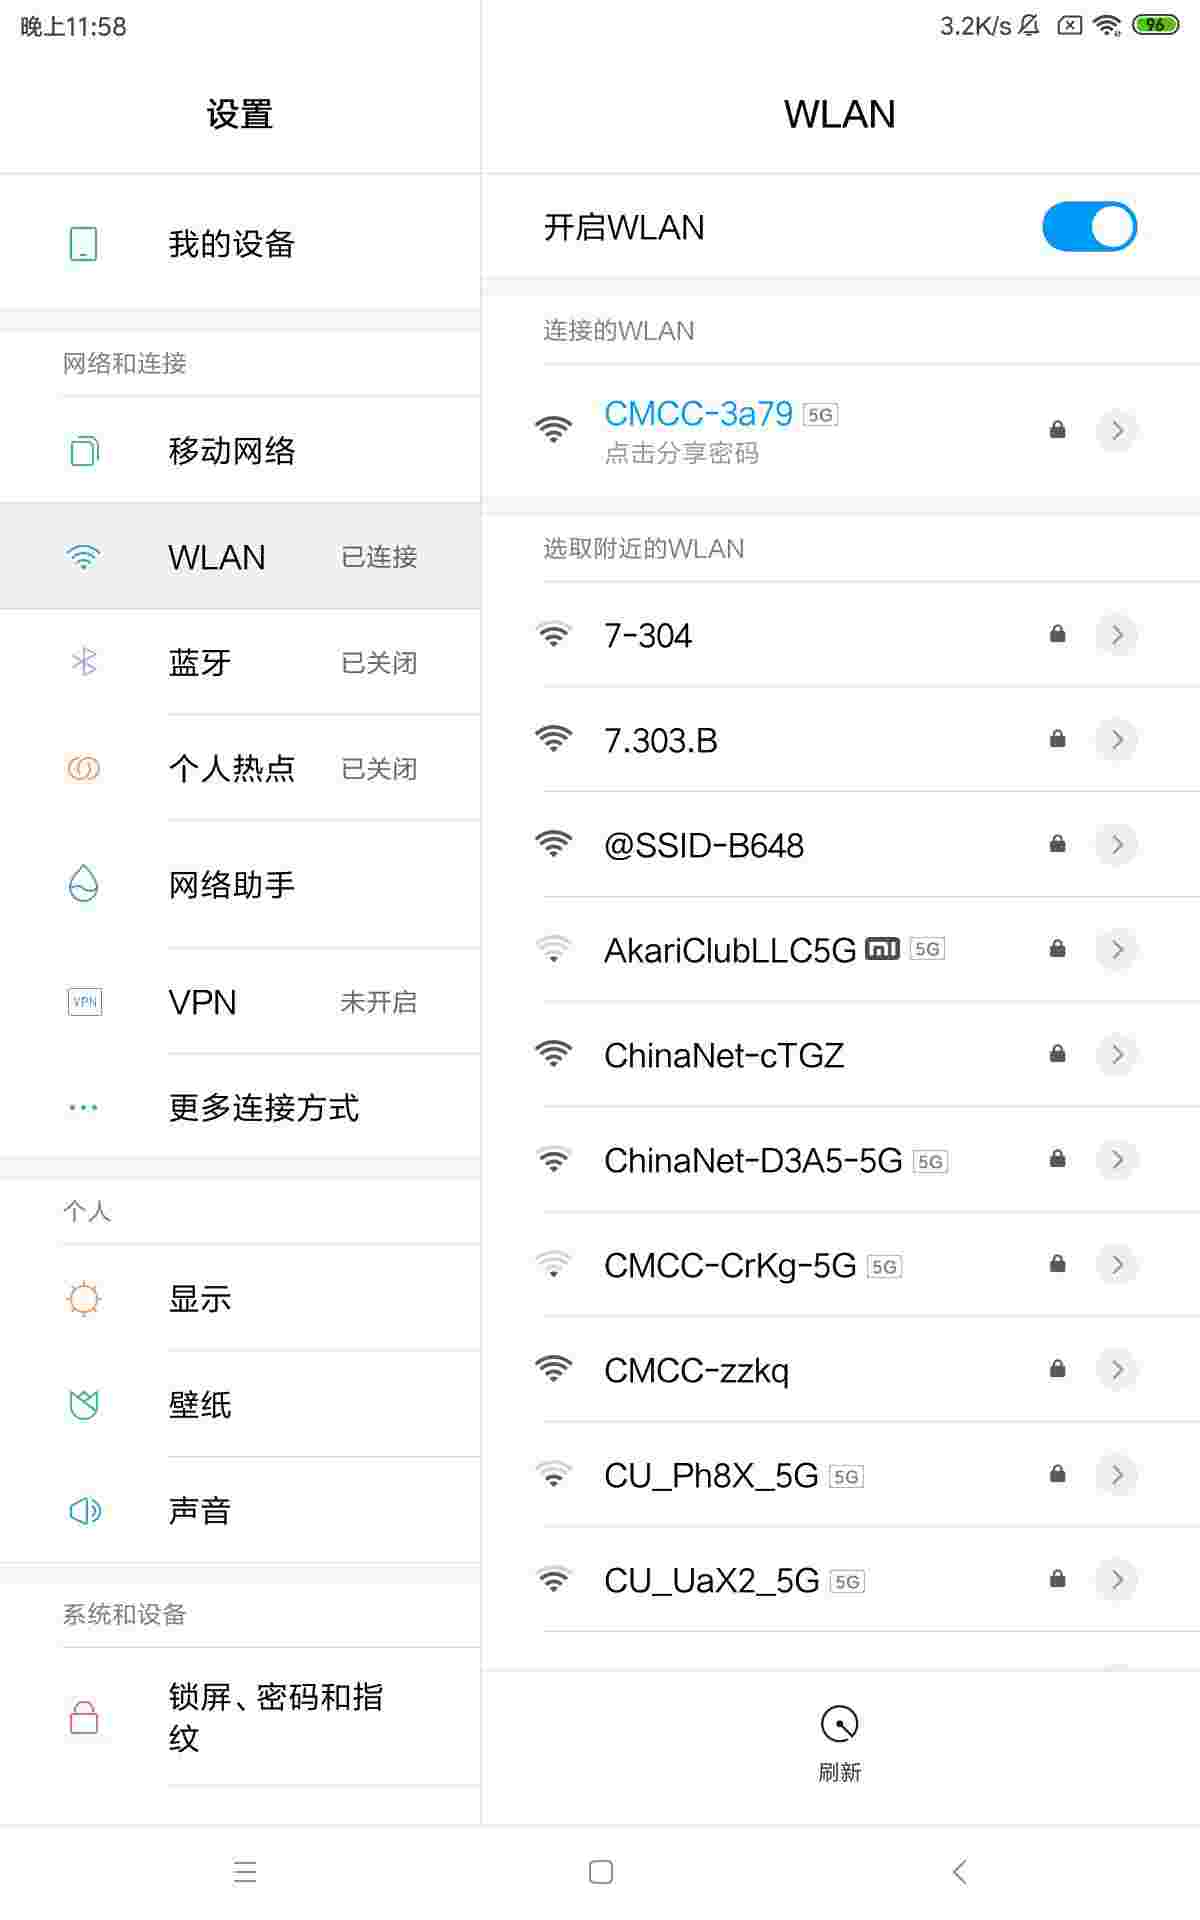 晚上11:58
3.2K/s
96
设置
我的设备
网络和连接
移动网络
WLAN 已连接
蓝牙 已关闭
个人热点 已关闭
网络助手
VPN VPN 未开启
更多连接方式
个人
显示
壁纸
声音
系统和设备
锁屏、密码和指
纹
WLAN
开启WLAN
连接的WLAN
CMCC-3a79 5G
点击分享密码
选取附近的WLAN
7-304
7.303.B
@SSID-B648
AkariClubLLC5G mi 5G
ChinaNet-cTGZ
ChinaNet-D3A5-5G 5G
CMCC-CrKg-5G 5G
CMCC-zzkq
CU_Ph8X_5G 5G
CU_UaX2_5G 5G
刷新